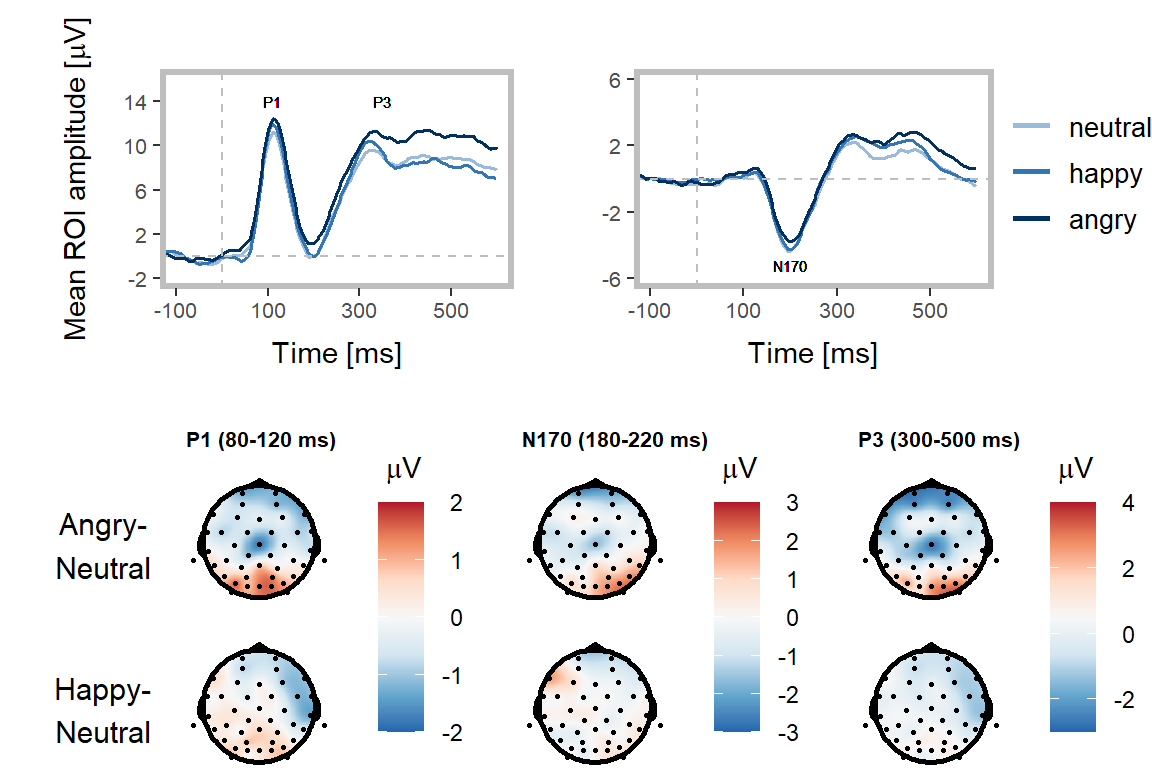 Mean ROI amplitude [μV]
P1
P3
14
10
6
2
-2
-100
100
300
500
Time [ms]
6
2
-2
-6
N170
-100
100
300
500
Time [ms]
neutral
happy
angry
P1 (80-120 ms)
N170 (180-220 ms)
P3 (300-500 ms)
Angry-
Neutral
Happy-
Neutral
μV
2
1
0
-1
-2
μV
3
2
1
0
-1
-2
-3
μV
4
2
0
-2